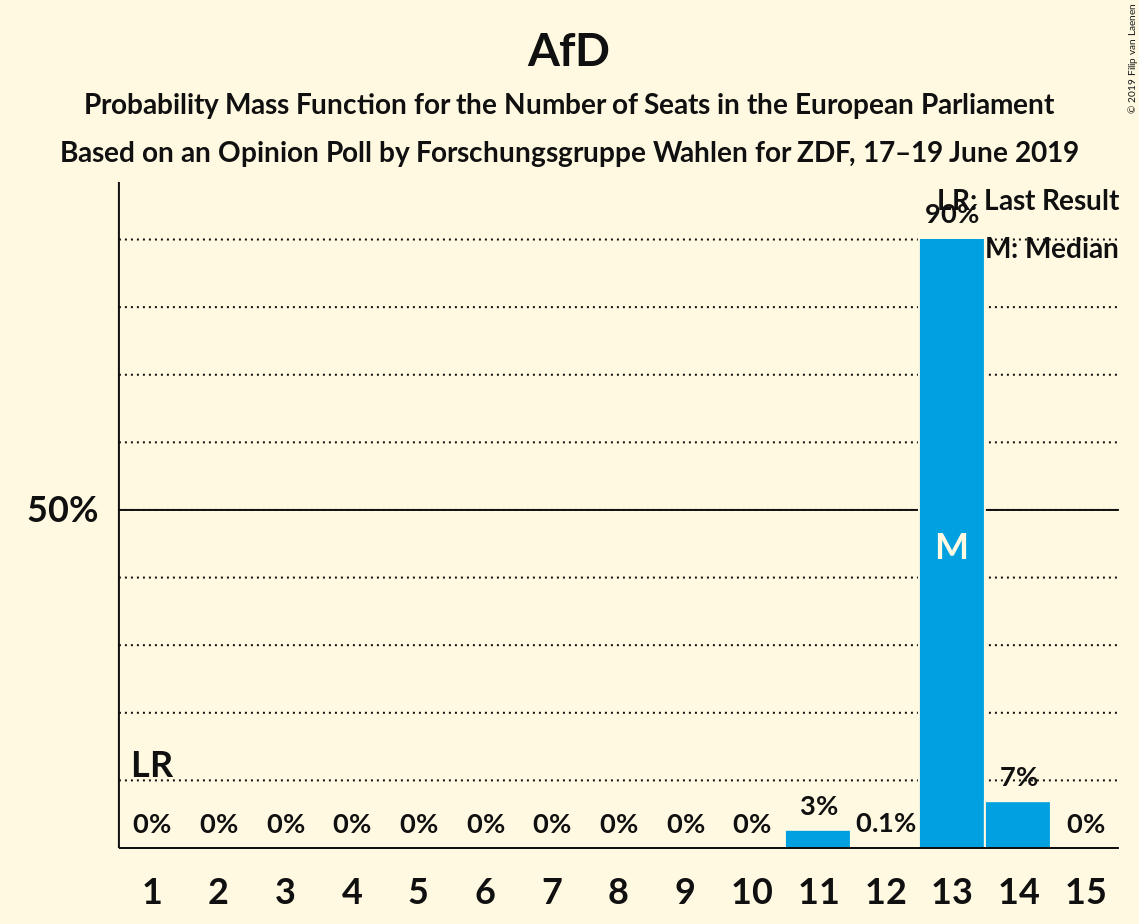 AfD
Probability Mass Function for the Number of Seats in the European Parliament
Based on an Opinion Poll by Forschungsgruppe Wahlen for ZDF, 17–19 June 2019
© 2019 Filip van Laenen
LR: Last Result
M: Median
90%
50%
M
LR
7%
3%
0% 0% 0% 0% 0% 0% 0% 0% 0% 0% 0.1% 0%
1 2 3 4 5 6 7 8 9 10 11 12 13 14 15